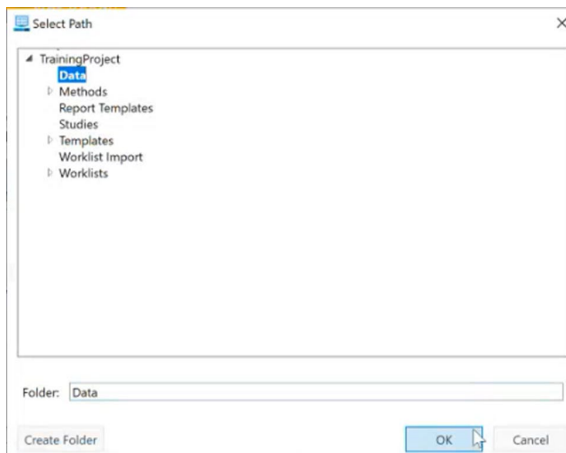 Select Path
TrainingProject
Data
Methods
Report Templates
Studies
Templates
Worklist Import
Worklists
Folder: Data
Create Folder OK Cancel